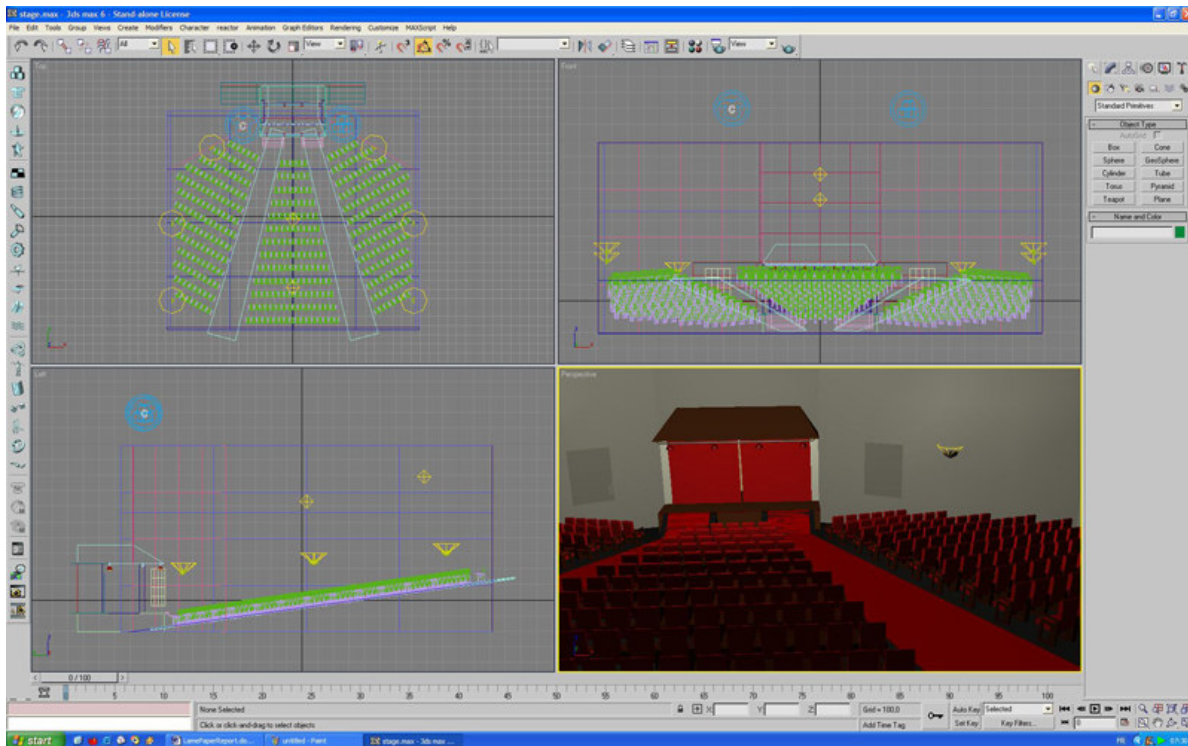 stage.max - 3ds max 6 - Stand-alone License
File Edit Tools Group Views Create Modifiers Character reactor Animation Graph Editors Rendering Customize MAXScript Help
All View View
Top
Front
Standard Primitives
Object Type
AutoGrid
Box Cone
Sphere GeoSphere
Cylinder Tube
Torus Pyramid
Teapot Plane
Name and Color
Left
Perspective
0 / 100
0 5 10 15 20 25 30 35 40 45 50 55 60 65 70 75 80 85 90 95 100
None Selected X: Y: Z: Grid = 100,0 Auto Key Selected
Click or click-and-drag to select objects Add Time Tag Set Key Key Filters... 0
start LamePaperReport.do... untitled - Paint stage.max - 3ds max ... FR